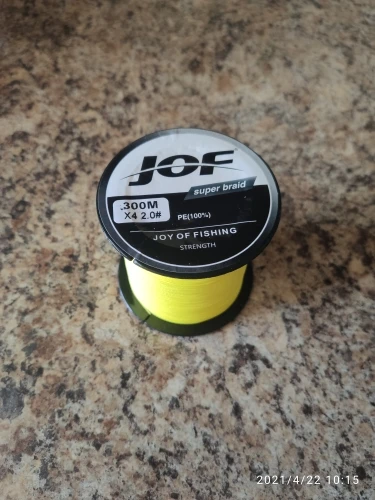 JOF
super braid
.300M
X4 2.0#
PE(100%)
JOY OF FISHING
STRENGTH
2021/4/22 10:15